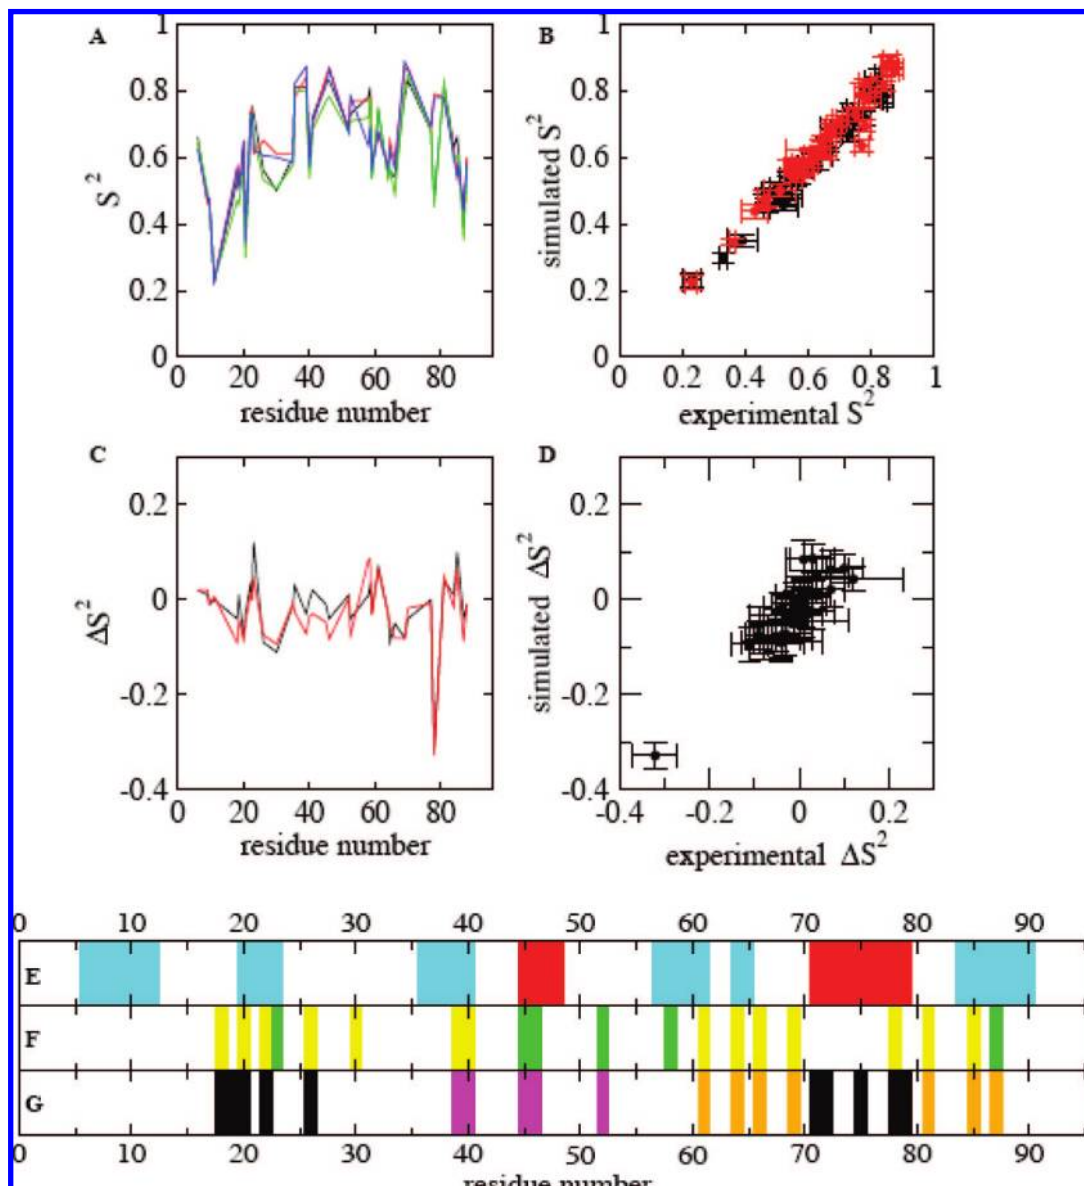 A
B
1
0.8
0.6
0.4
0.2
0
S²
0 20 40 60 80
residue number
1
0.8
0.6
0.4
0.2
0
simulated S²
0 0.2 0.4 0.6 0.8 1
experimental S²
C
D
0.2
0
-0.2
-0.4
ΔS²
0 20 40 60 80
residue number
0.2
0
-0.2
-0.4
simulated ΔS²
-0.4 -0.2 0 0.2
experimental ΔS²
0 10 20 30 40 50 60 70 80 90
E
F
G
0 10 20 30 40 50 60 70 80 90
residue number